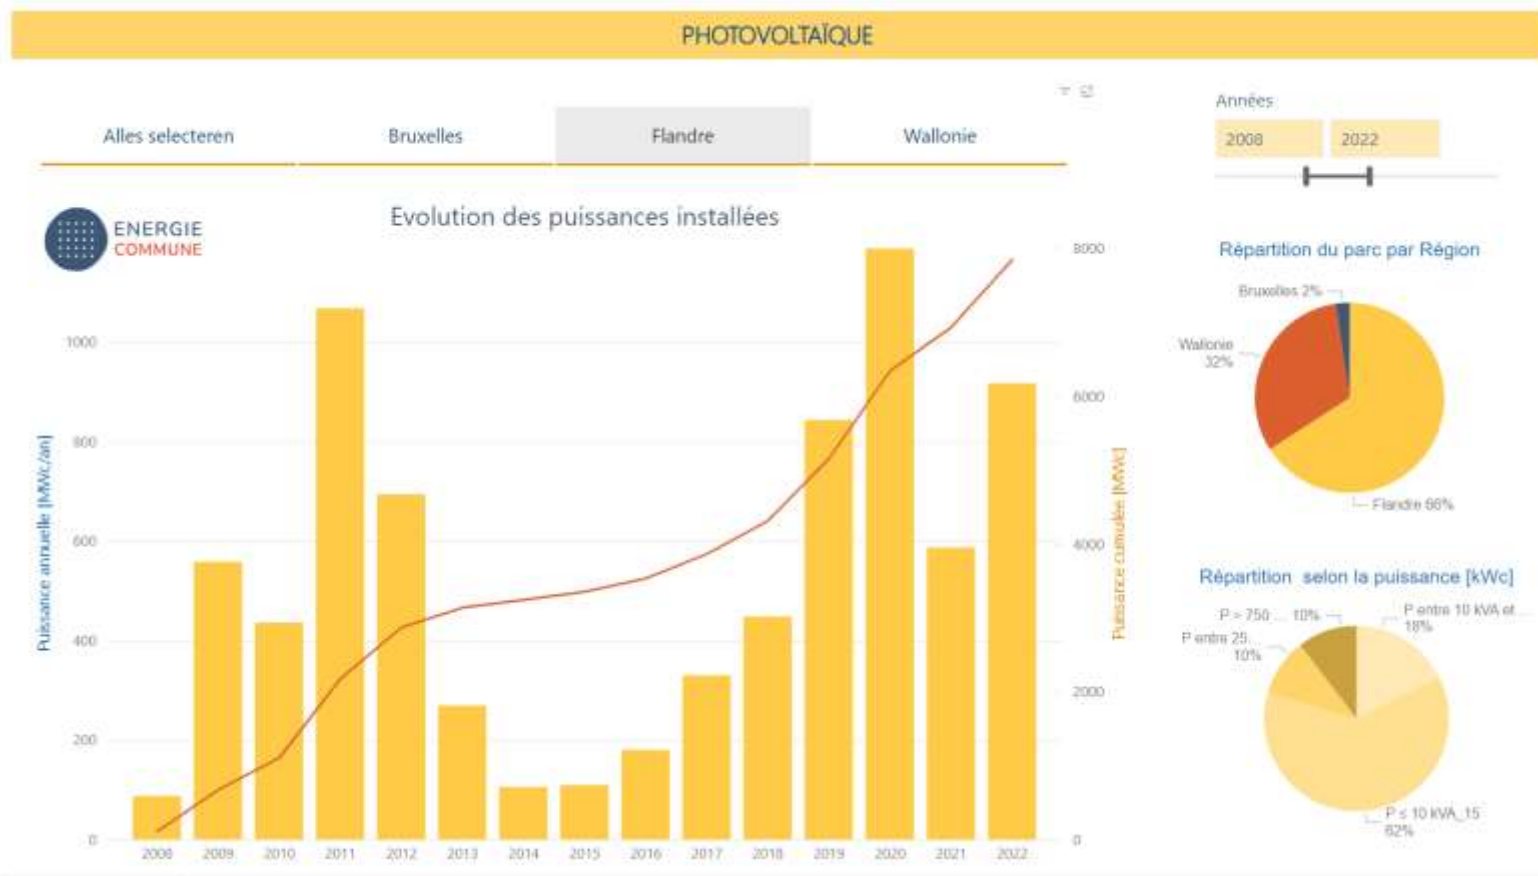 PHOTOVOLTAÏQUE
Alles selecteren
Bruxelles
Flandre
Wallonie
Années
2008
2022
ENERGIE
COMMUNE
Evolution des puissances installées
Puissance annuelle [MWc/an]
1000
800
600
400
200
0
8000
6000
4000
2000
0
Puissance cumulée [MWc]
2008
2009
2010
2011
2012
2013
2014
2015
2016
2017
2018
2019
2020
2021
2022
Répartition du parc par Région
Bruxelles 2%
Wallonie
32%
Flandre 66%
Répartition selon la puissance [kWc]
P > 750 ... 10%
P entre 10 kVA et ...
18%
P entre 25...
10%
P ≤ 10 kVA_15
62%